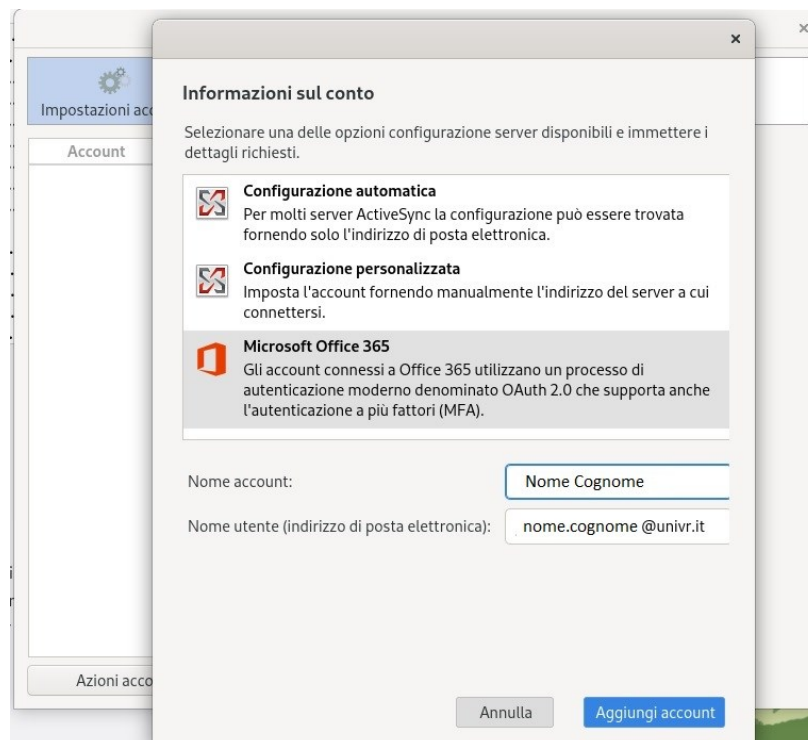 Impostazioni acc
Account
Azioni acco
Informazioni sul conto
Selezionare una delle opzioni configurazione server disponibili e immettere i
dettagli richiesti.
Configurazione automatica
Per molti server ActiveSync la configurazione può essere trovata
fornendo solo l'indirizzo di posta elettronica.
Configurazione personalizzata
Imposta l'account fornendo manualmente l'indirizzo del server a cui
connettersi.
Microsoft Office 365
Gli account connessi a Office 365 utilizzano un processo di
autenticazione moderno denominato OAuth 2.0 che supporta anche
l'autenticazione a più fattori (MFA).
Nome account: Nome Cognome
Nome utente (indirizzo di posta elettronica): nome.cognome @univr.it
Annulla Aggiungi account